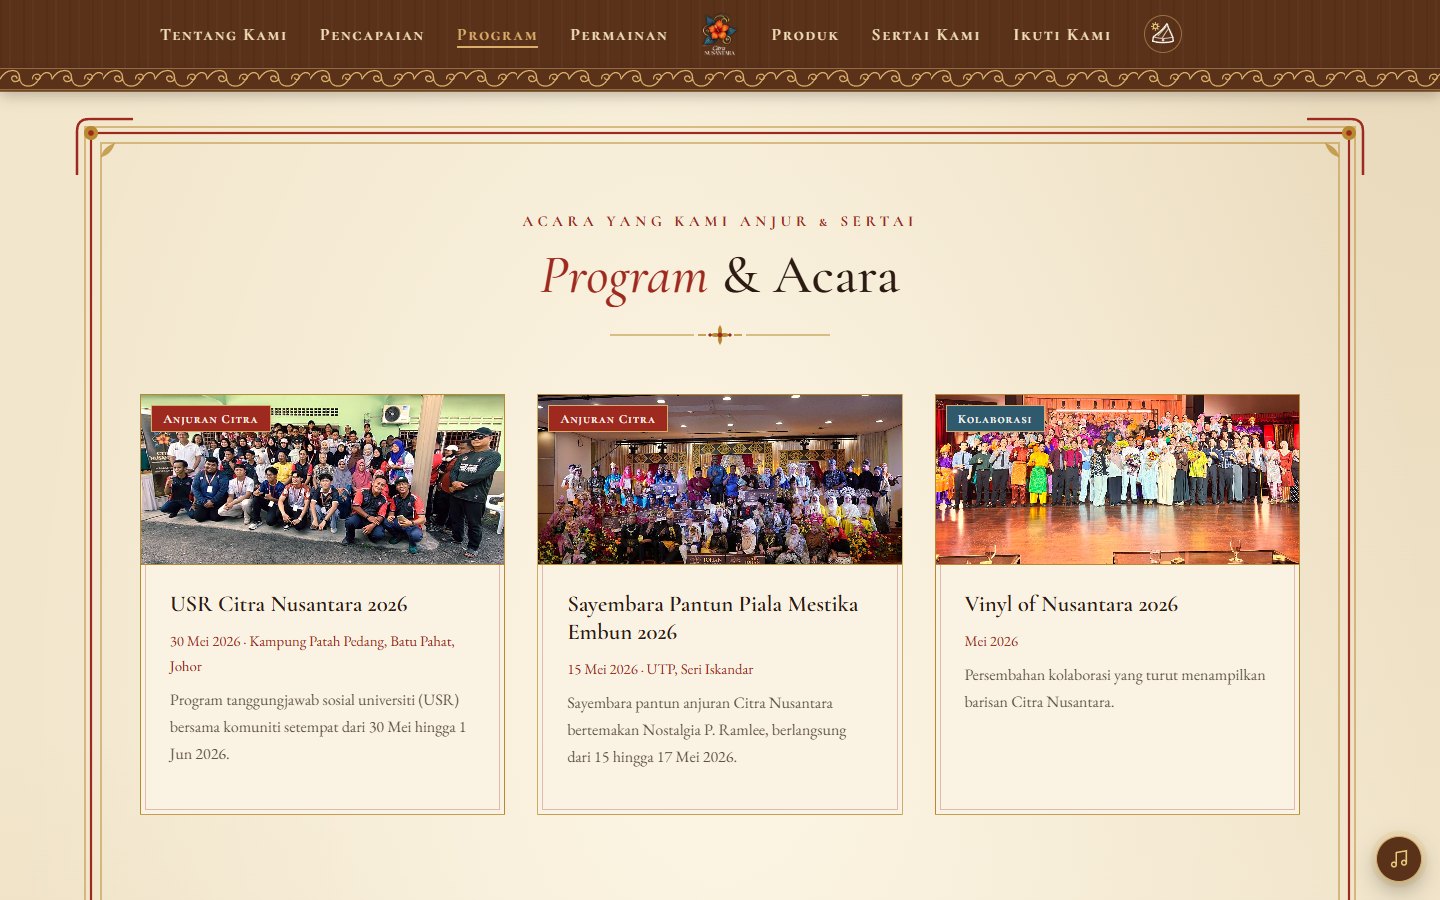 Tentang Kami
Pencapaian
Program
Permainan
Citra
NUSANTARA
Produk
Sertai Kami
Ikuti Kami
ACARA YANG KAMI ANJUR & SERTAI
Program & Acara
Anjuran Citra
Anjuran Citra
Kolaborasi
USR Citra Nusantara 2026
30 Mei 2026 · Kampung Patah Pedang, Batu Pahat,
Johor
Program tanggungjawab sosial universiti (USR)
bersama komuniti setempat dari 30 Mei hingga 1
Jun 2026.
Sayembara Pantun Piala Mestika
Embun 2026
15 Mei 2026 · UTP, Seri Iskandar
Sayembara pantun anjuran Citra Nusantara
bertemakan Nostalgia P. Ramlee, berlangsung
dari 15 hingga 17 Mei 2026.
Vinyl of Nusantara 2026
Mei 2026
Persembahan kolaborasi yang turut menampilkan
barisan Citra Nusantara.